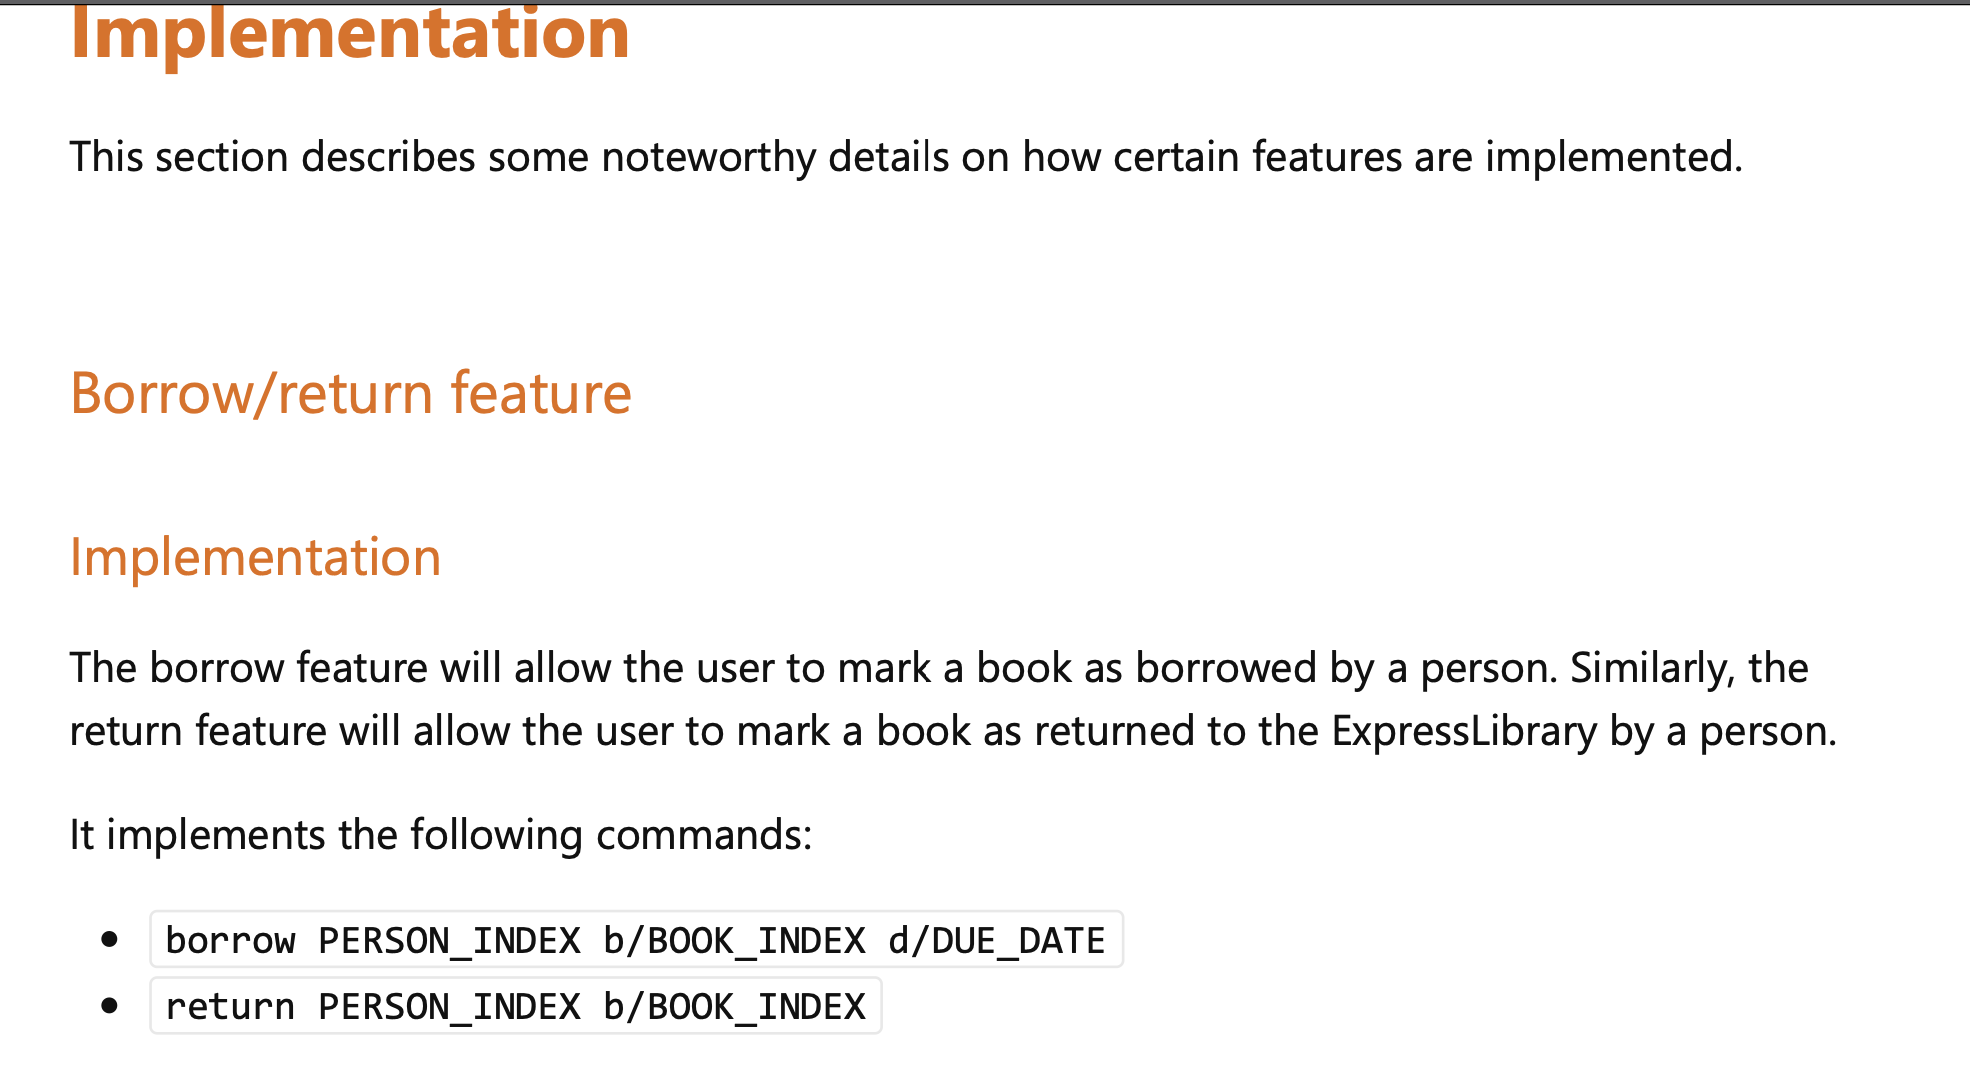 Implementation
This section describes some noteworthy details on how certain features are implemented.
Borrow/return feature
Implementation
The borrow feature will allow the user to mark a book as borrowed by a person. Similarly, the
return feature will allow the user to mark a book as returned to the ExpressLibrary by a person.
It implements the following commands:
• borrow PERSON_INDEX b/BOOK_INDEX d/DUE_DATE
• return PERSON_INDEX b/BOOK_INDEX